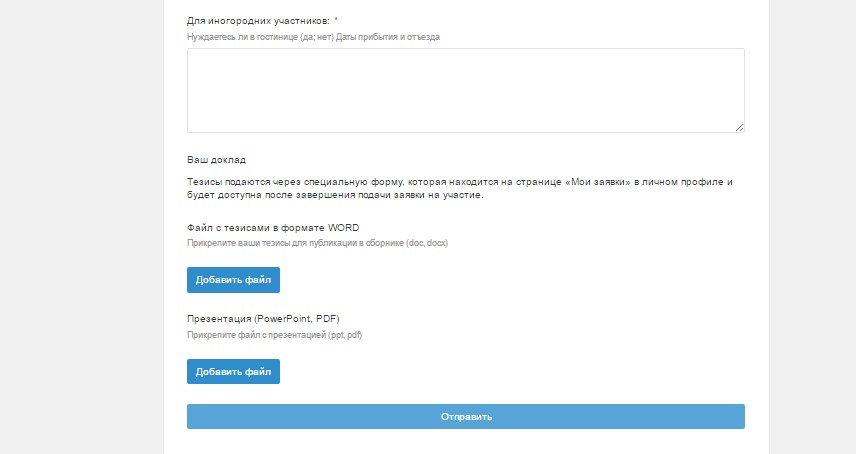 Для иногородних участников: *
Нуждаетесь ли в гостинице (да; нет) Даты прибытия и отъезда
Ваш доклад
Тезисы подаются через специальную форму, которая находится на странице «Мои заявки» в личном профиле и
будет доступна после завершения подачи заявки на участие.
Файл с тезисами в формате WORD
Прикрепите ваши тезисы для публикации в сборнике (doc, docx)
Добавить файл
Презентация (PowerPoint, PDF)
Прикрепите файл с презентацией (ppt, pdf)
Добавить файл
Отправить